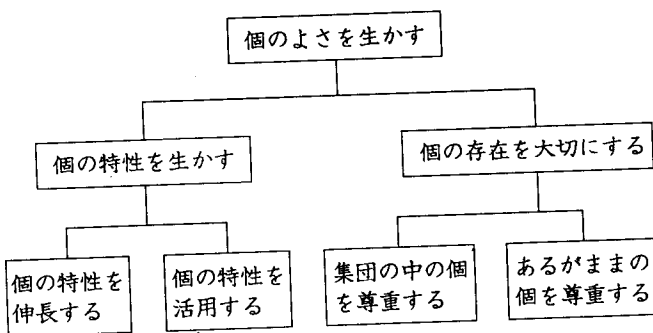 個のよさを生かす
個の特性を生かす
個の存在を大切にする
個の特性を
伸長する
個の特性を
活用する
集団の中の個
を尊重する
あるがままの
個を尊重する